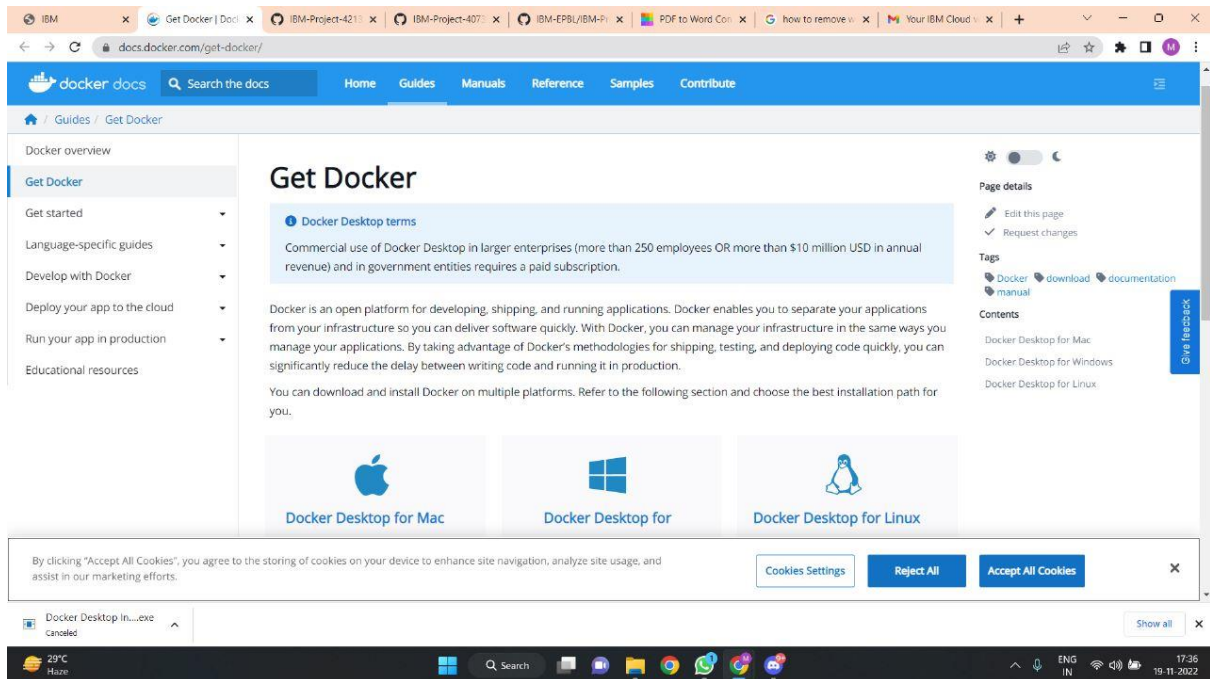 IBM
Get Docker | Doc
IBM-Project-421
IBM-Project-407
IBM-EPBL/IBM-P
PDF to Word Con
how to remove w
Your IBM Cloud
docs.docker.com/get-docker/
M
docker docs
Search the docs
Home
Guides
Manuals
Reference
Samples
Contribute
/ Guides / Get Docker
Docker overview
Get Docker
Get started
Language-specific guides
Develop with Docker
Deploy your app to the cloud
Run your app in production
Educational resources
Get Docker
Docker Desktop terms
Commercial use of Docker Desktop in larger enterprises (more than 250 employees OR more than $10 million USD in annual
revenue) and in government entities requires a paid subscription.
Docker is an open platform for developing, shipping, and running applications. Docker enables you to separate your applications
from your infrastructure so you can deliver software quickly. With Docker, you can manage your infrastructure in the same ways you
manage your applications. By taking advantage of Docker's methodologies for shipping, testing, and deploying code quickly, you can
significantly reduce the delay between writing code and running it in production.
You can download and install Docker on multiple platforms. Refer to the following section and choose the best installation path for
you.
Docker Desktop for Mac
Docker Desktop for
Docker Desktop for Linux
Page details
Edit this page
Request changes
Tags
Docker download documentation
manual
Contents
Docker Desktop for Mac
Docker Desktop for Windows
Docker Desktop for Linux
Give feedback
By clicking "Accept All Cookies", you agree to the storing of cookies on your device to enhance site navigation, analyze site usage, and
assist in our marketing efforts.
Cookies Settings
Reject All
Accept All Cookies
Docker Desktop In....exe
Canceled
Show all
29°C
Haze
Search
ENG
IN
17:36
19-11-2022